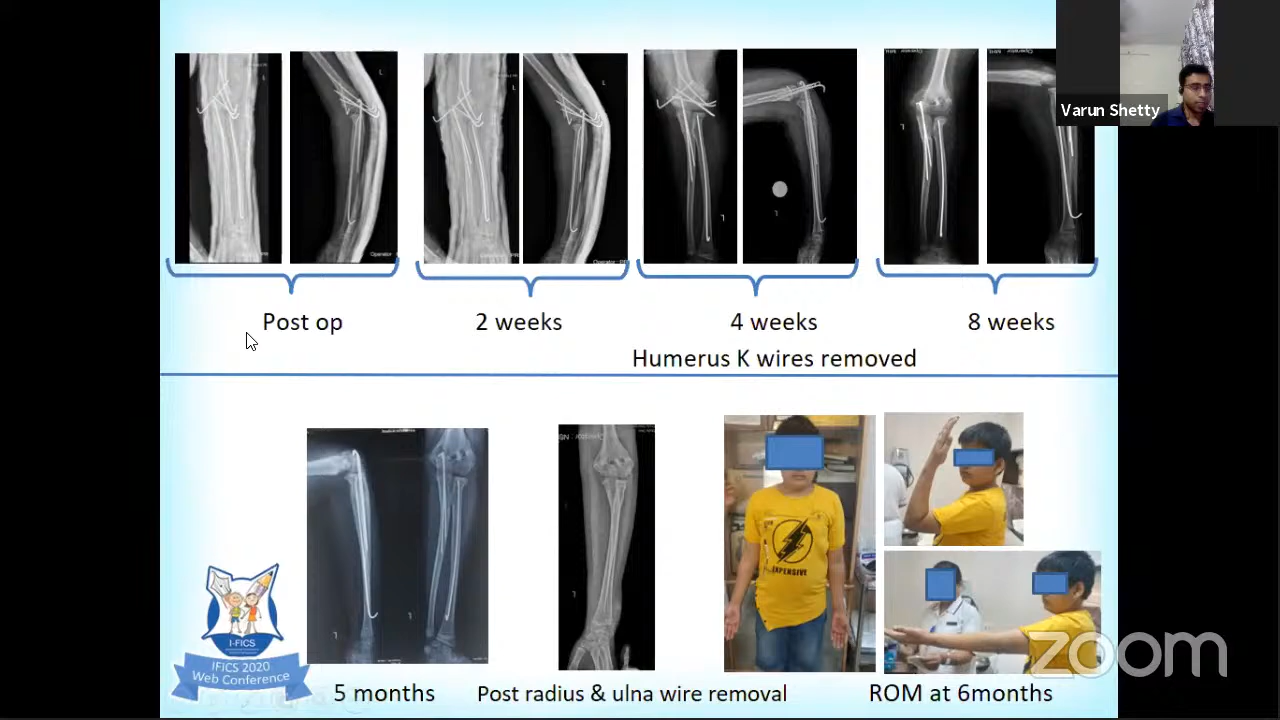 Varun Shetty
L
L
L
L
Post op
2 weeks
4 weeks
8 weeks
Humerus K wires removed
EXPENSIVE
I-FICS
IFICS 2020
Web Conference
zoom
5 months
Post radius & ulna wire removal
ROM at 6months